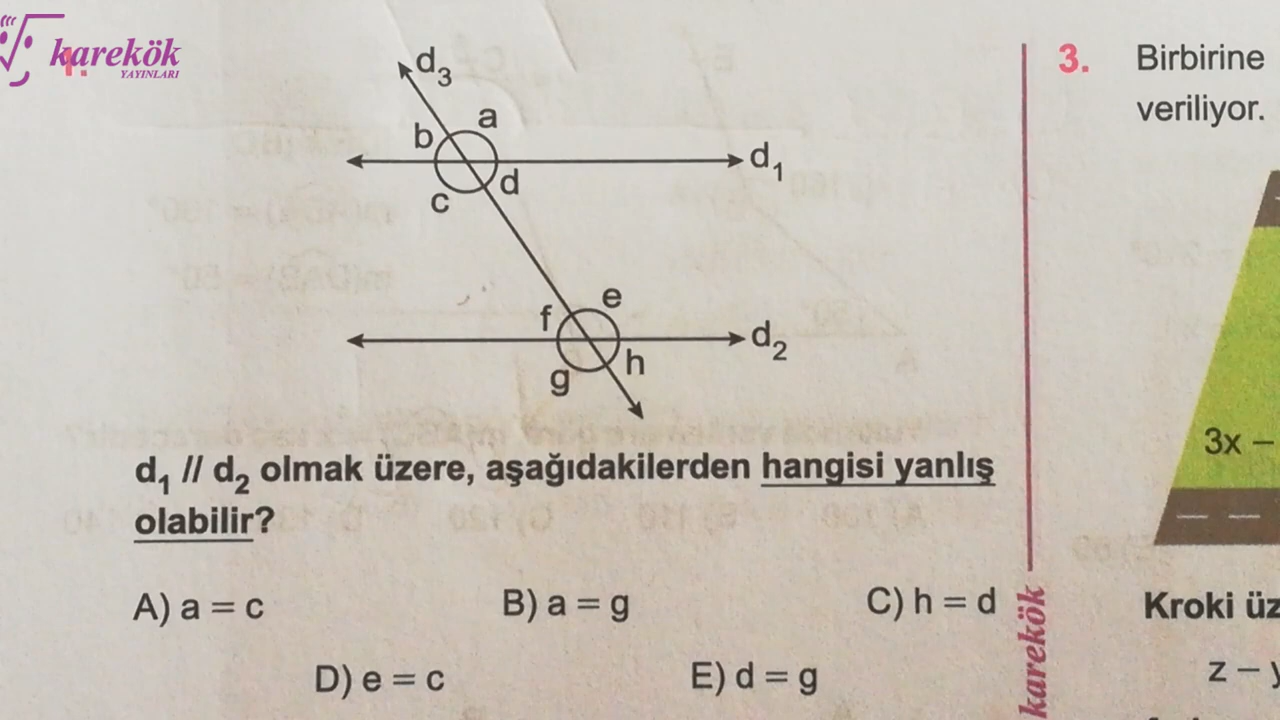 karekök
YAYINLARI
1.
d3
a
b
d1
d
c
e
f
d2
h
g
d1 // d2 olmak üzere, aşağıdakilerden hangisi yanlış
olabilir?
A) a = c
B) a = g
C) h = d
D) e = c
E) d = g
karekök
3.
Birbirine
veriliyor.
3x –
Kroki üz
z – y